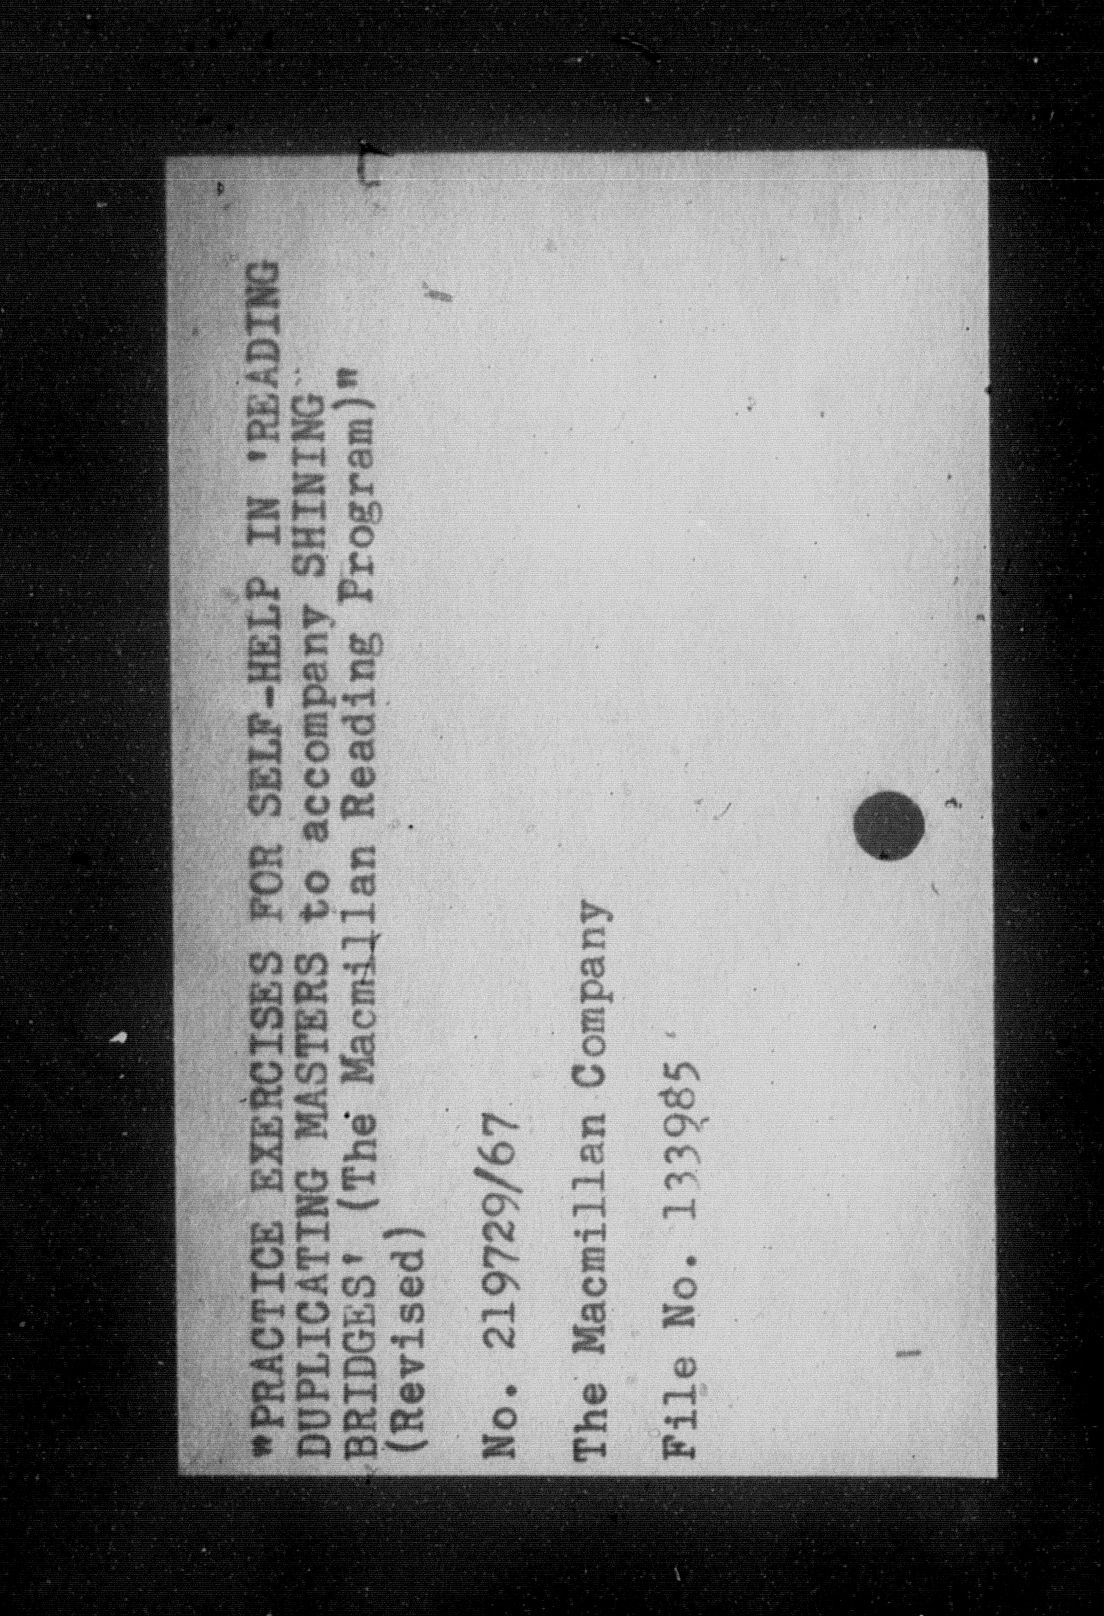 "PRACTICE EXERCISES FOR SELF-HELP IN 'READING
DUPLICATING MASTERS to accompany SHINING
BRIDGES' (The Macmillan Reading Program)"
(Revised)
No. 219729/67
The Macmillan Company
File No. 133985